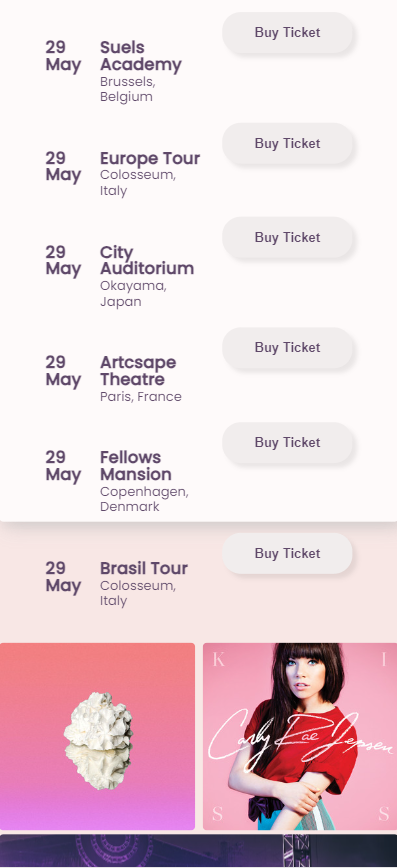 29 May
Suels Academy
Brussels, Belgium
Buy Ticket
29 May
Europe Tour
Colosseum, Italy
Buy Ticket
29 May
City Auditorium
Okayama, Japan
Buy Ticket
29 May
Artcsape Theatre
Paris, France
Buy Ticket
29 May
Fellows Mansion
Copenhagen, Denmark
Buy Ticket
29 May
Brasil Tour
Colosseum, Italy
Buy Ticket
K I
Carly Rae Jepsen
S S